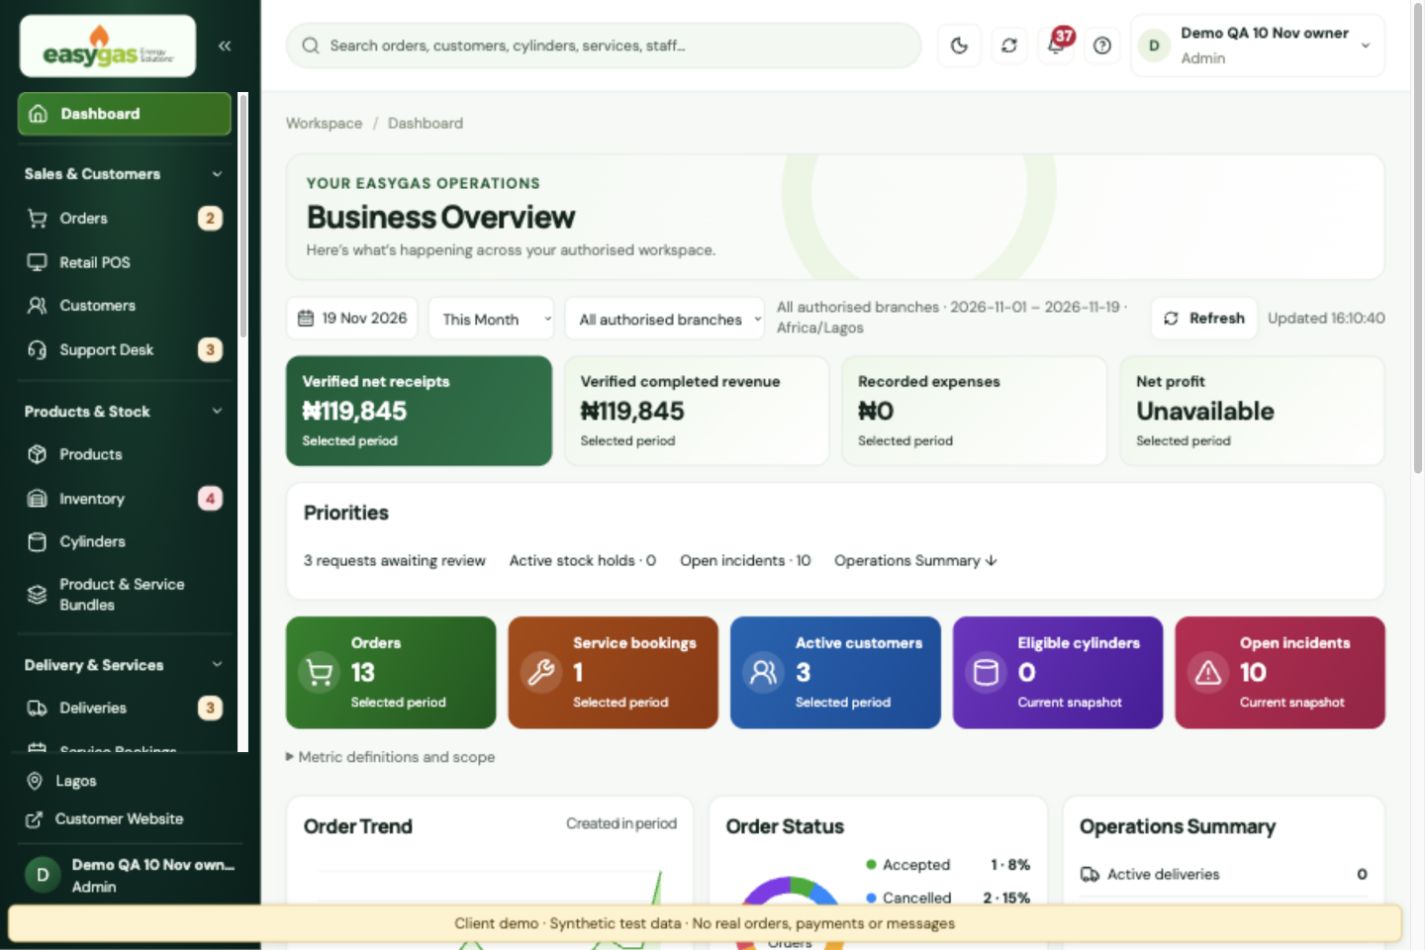 easygas Energy Solutions
Dashboard
Sales & Customers
Orders 2
Retail POS
Customers
Support Desk 3
Products & Stock
Products
Inventory 4
Cylinders
Product & Service
Bundles
Delivery & Services
Deliveries 3
Service Bookings
Lagos
Customer Website
D
Demo QA 10 Nov own...
Admin
Search orders, customers, cylinders, services, staff...
37
D
Demo QA 10 Nov owner
Admin
Workspace / Dashboard
YOUR EASYGAS OPERATIONS
Business Overview
Here's what's happening across your authorised workspace.
19 Nov 2026
This Month
All authorised branches
All authorised branches · 2026-11-01 – 2026-11-19 ·
Africa/Lagos
Refresh
Updated 16:10:40
Verified net receipts
₦119,845
Selected period
Verified completed revenue
₦119,845
Selected period
Recorded expenses
₦0
Selected period
Net profit
Unavailable
Selected period
Priorities
3 requests awaiting review
Active stock holds · 0
Open incidents · 10
Operations Summary ↓
Orders
13
Selected period
Service bookings
1
Selected period
Active customers
3
Selected period
Eligible cylinders
0
Current snapshot
Open incidents
10
Current snapshot
Metric definitions and scope
Order Trend
Created in period
Order Status
Accepted 1 · 8%
Cancelled 2 · 15%
Orders
Operations Summary
Active deliveries 0
Client demo · Synthetic test data · No real orders, payments or messages